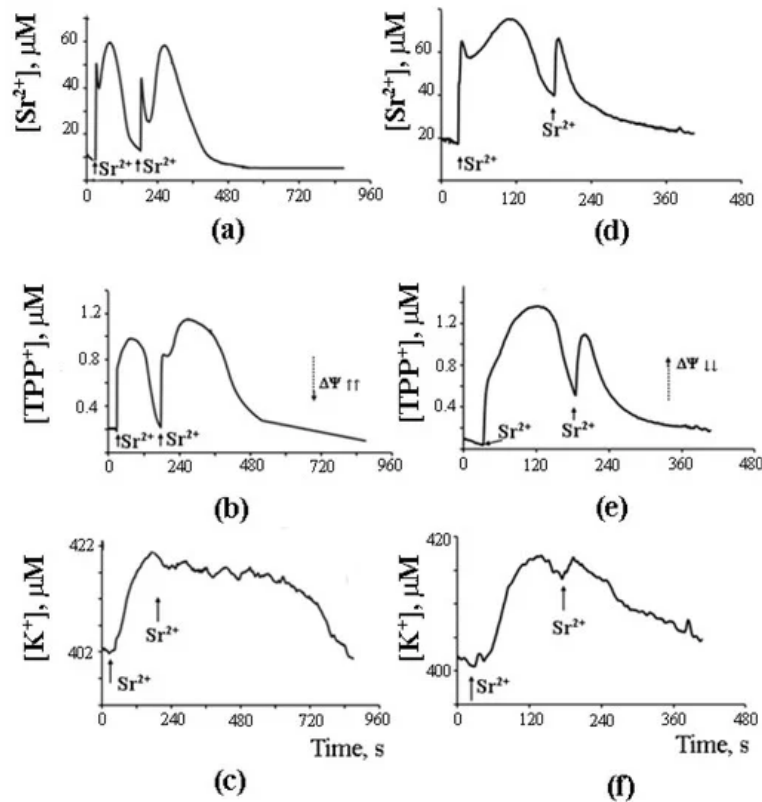 [Sr²⁺], μM
60
40
20
0 240 480 720 960
↑Sr²⁺ ↑Sr²⁺
(a)
[Sr²⁺], μM
60
40
20
0 120 240 360 480
↑Sr²⁺
↑Sr²⁺
(d)
[TPP⁺], μM
1.2
0.8
0.4
0 240 480 720 960
↑Sr²⁺ ↑Sr²⁺
ΔΨ ↑↑
(b)
[TPP⁺], μM
1.2
0.8
0.4
0 120 240 360 480
Sr²⁺
Sr²⁺
ΔΨ ↓↓
(e)
[K⁺], μM
422
402
0 240 480 720 960
Sr²⁺
Sr²⁺
Time, s
(c)
[K⁺], μM
420
400
0 120 240 360 480
Sr²⁺
Sr²⁺
Time, s
(f)